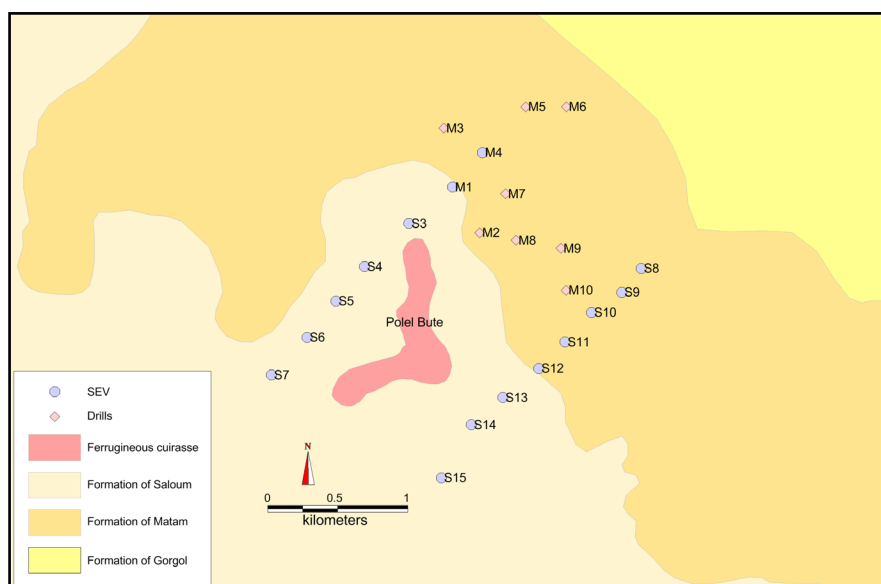 M5
M6
M3
M4
M1
M7
S3
M2
M8
M9
S4
S8
M10
S9
S5
S10
Polel Bute
S6
S11
S12
S7
S13
S14
S15
SEV
Drills
Ferrugineous cuirasse
Formation of Saloum
Formation of Matam
Formation of Gorgol
N
0 0.5 1
kilometers